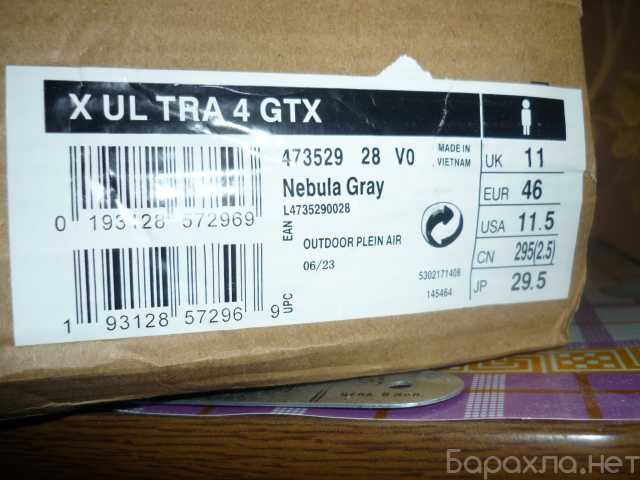 X UL TRA 4 GTX
473529 28 V0
MADE IN
VIETNAM
Nebula Gray
L4735290028
0 193128 572969
EAN
OUTDOOR PLEIN AIR
06/23
5302171408
145464
1 93128 57296 9
UPC
UK 11
EUR 46
USA 11.5
CN 295(2.5)
JP 29.5
ЦЕНА
Барахла.нет